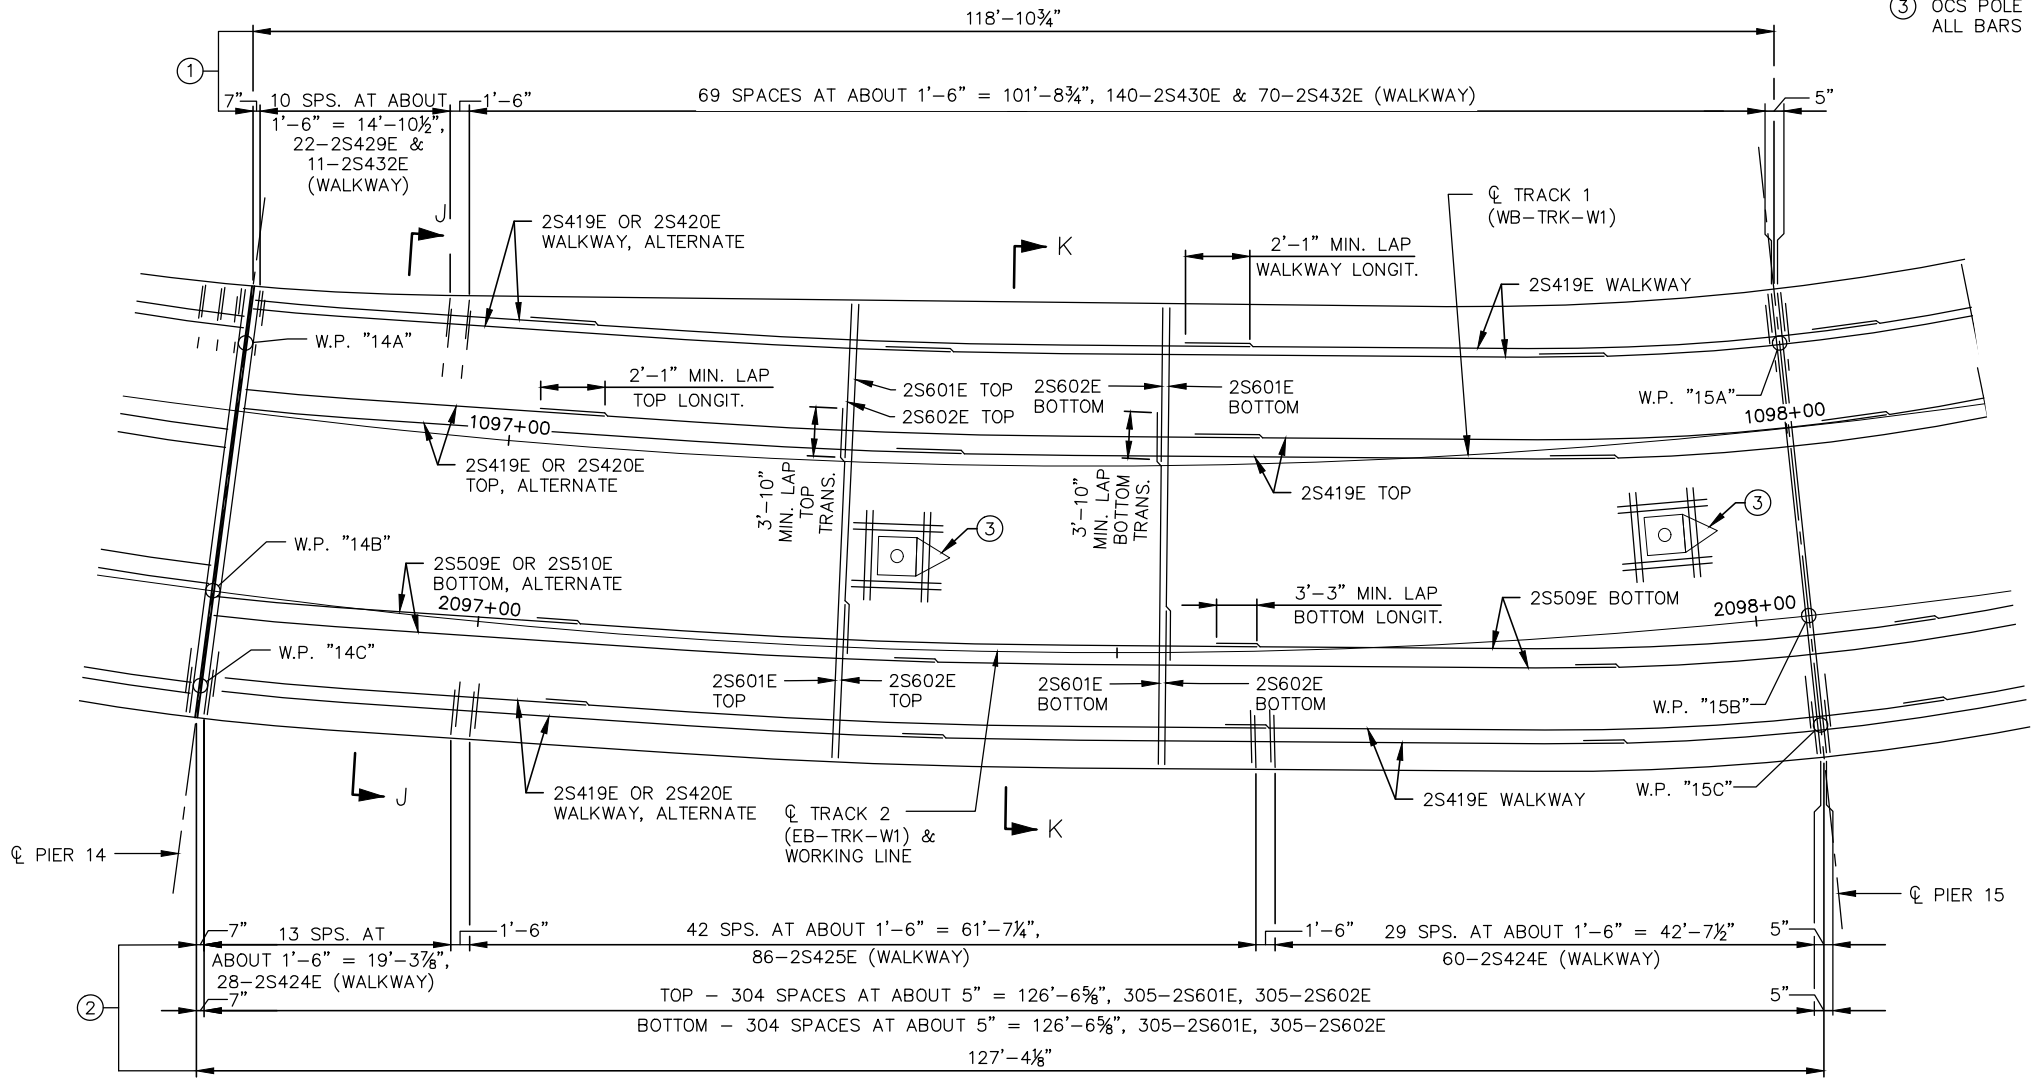 118'-10¾"
3 OCS POLE
ALL BARS
1
7"
10 SPS. AT ABOUT
1'-6" = 14'-10½",
22-2S429E &
11-2S432E
(WALKWAY)
1'-6"
69 SPACES AT ABOUT 1'-6" = 101'-8¾", 140-2S430E & 70-2S432E (WALKWAY)
5"
J
2S419E OR 2S420E
WALKWAY, ALTERNATE
K
2'-1" MIN. LAP
WALKWAY LONGIT.
℄ TRACK 1
(WB-TRK-W1)
2S419E WALKWAY
W.P. "14A"
2'-1" MIN. LAP
TOP LONGIT.
2S601E TOP
2S602E TOP
2S602E
BOTTOM
2S601E
BOTTOM
W.P. "15A"
1097+00
1098+00
2S419E OR 2S420E
TOP, ALTERNATE
3'-10"
MIN. LAP
TOP
TRANS.
3'-10"
MIN. LAP
BOTTOM
TRANS.
2S419E TOP
3
3
W.P. "14B"
2S509E OR 2S510E
BOTTOM, ALTERNATE
2097+00
3'-3" MIN. LAP
BOTTOM LONGIT.
2S509E BOTTOM
2098+00
W.P. "14C"
2S601E
TOP
2S602E
TOP
2S601E
BOTTOM
2S602E
BOTTOM
W.P. "15B"
W.P. "15C"
J
2S419E OR 2S420E
WALKWAY, ALTERNATE
℄ TRACK 2
(EB-TRK-W1) &
WORKING LINE
K
2S419E WALKWAY
℄ PIER 14
℄ PIER 15
7"
13 SPS. AT
ABOUT 1'-6" = 19'-3⅞",
28-2S424E (WALKWAY)
1'-6"
42 SPS. AT ABOUT 1'-6" = 61'-7¼",
86-2S425E (WALKWAY)
1'-6"
29 SPS. AT ABOUT 1'-6" = 42'-7½"
60-2S424E (WALKWAY)
5"
2
7"
TOP - 304 SPACES AT ABOUT 5" = 126'-6⅝", 305-2S601E, 305-2S602E
5"
BOTTOM - 304 SPACES AT ABOUT 5" = 126'-6⅝", 305-2S601E, 305-2S602E
127'-4⅛"